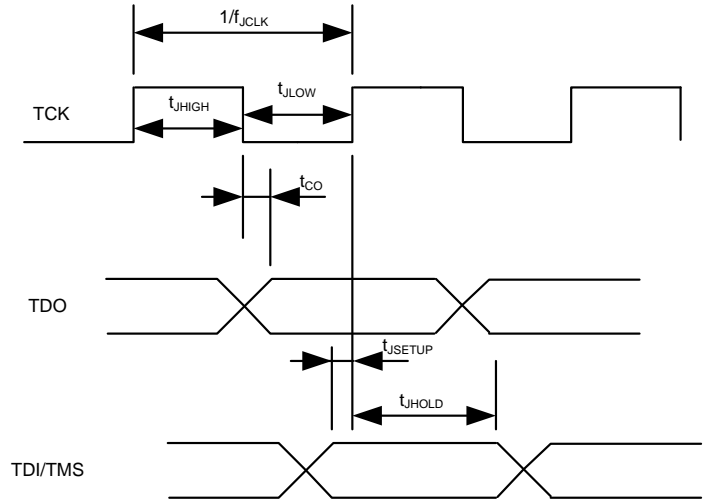 1/fJCLK
tJHIGH
tJLOW
TCK
tCO
TDO
tJSETUP
tJHOLD
TDI/TMS